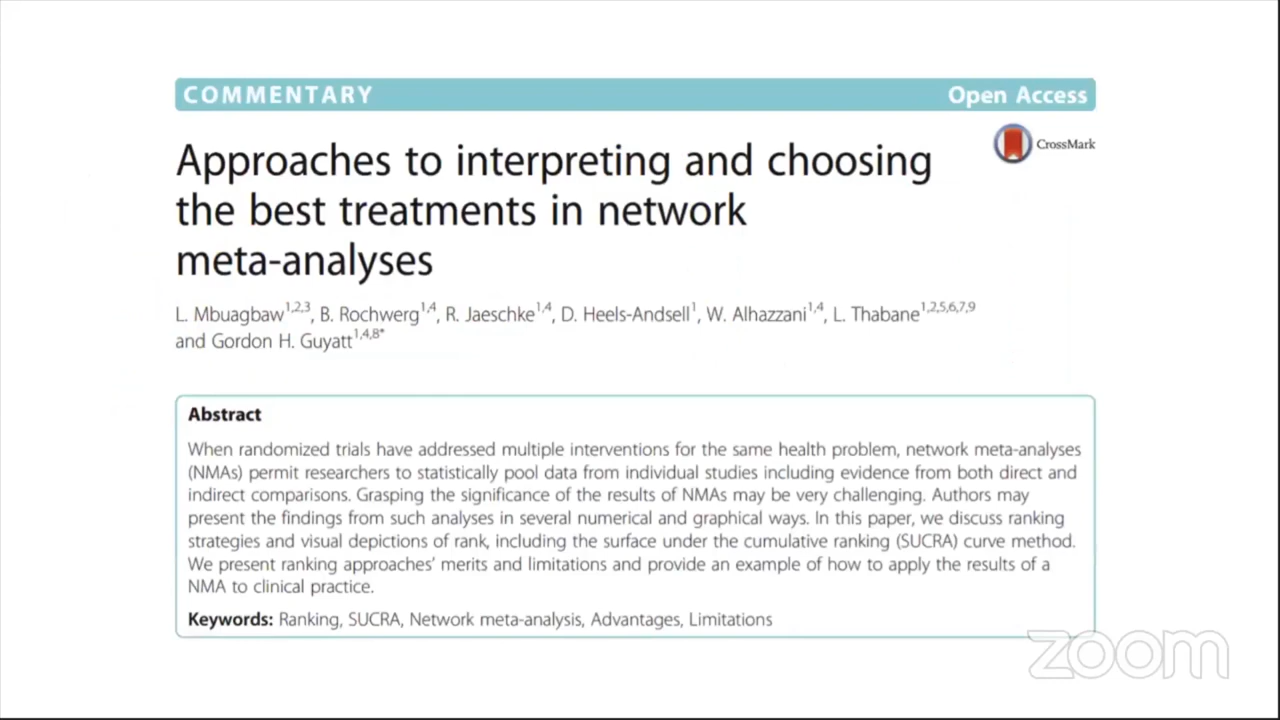 COMMENTARY
Open Access
CrossMark
Approaches to interpreting and choosing
the best treatments in network
meta-analyses
L. Mbuagbaw1,2,3, B. Rochwerg1,4, R. Jaeschke1,4, D. Heels-Andsell1, W. Alhazzani1,4, L. Thabane1,2,5,6,7,9
and Gordon H. Guyatt1,4,8*
Abstract
When randomized trials have addressed multiple interventions for the same health problem, network meta-analyses
(NMAs) permit researchers to statistically pool data from individual studies including evidence from both direct and
indirect comparisons. Grasping the significance of the results of NMAs may be very challenging. Authors may
present the findings from such analyses in several numerical and graphical ways. In this paper, we discuss ranking
strategies and visual depictions of rank, including the surface under the cumulative ranking (SUCRA) curve method.
We present ranking approaches' merits and limitations and provide an example of how to apply the results of a
NMA to clinical practice.
Keywords: Ranking, SUCRA, Network meta-analysis, Advantages, Limitations
zoom